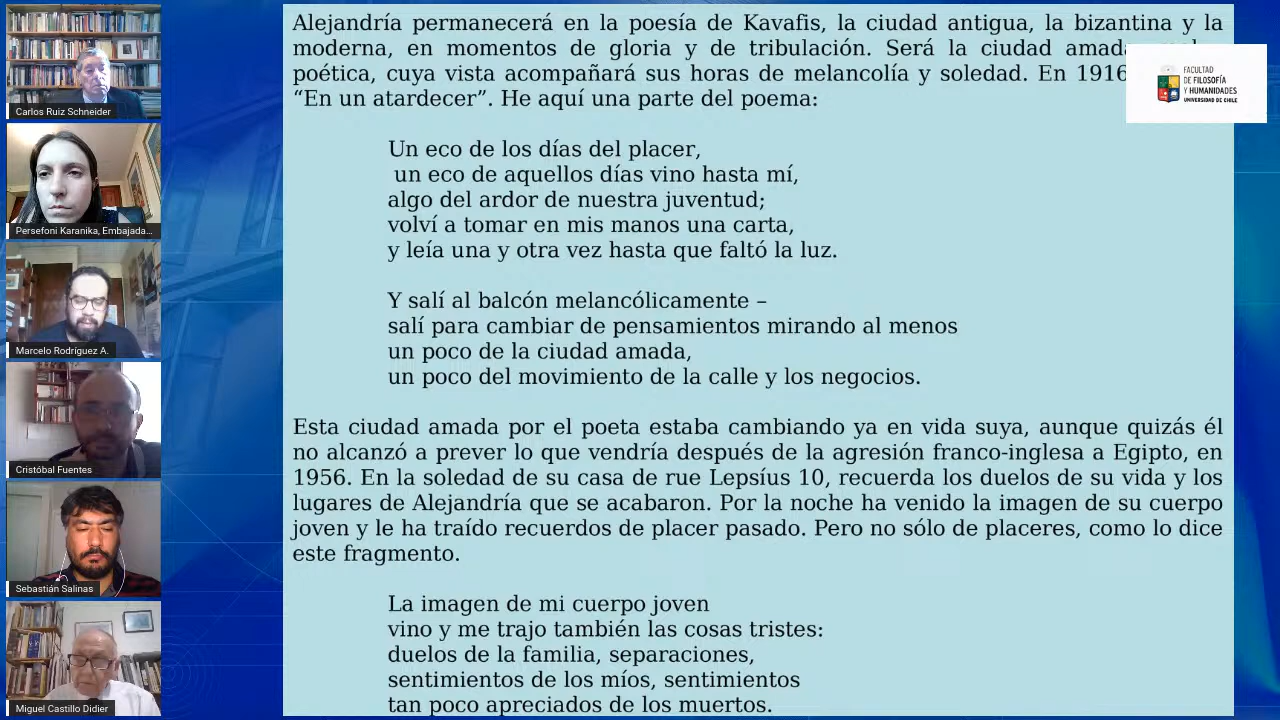 Carlos Ruiz Schneider
Persefoni Karanika, Embajada...
Marcelo Rodríguez A.
Cristóbal Fuentes
Sebastián Salinas
Miguel Castillo Didier
Alejandría permanecerá en la poesía de Kavafis, la ciudad antigua, la bizantina y la
moderna, en momentos de gloria y de tribulación. Será la ciudad amada
poética, cuya vista acompañará sus horas de melancolía y soledad. En 1916
“En un atardecer”. He aquí una parte del poema:
Un eco de los días del placer,
un eco de aquellos días vino hasta mí,
algo del ardor de nuestra juventud;
volví a tomar en mis manos una carta,
y leía una y otra vez hasta que faltó la luz.
Y salí al balcón melancólicamente –
salí para cambiar de pensamientos mirando al menos
un poco de la ciudad amada,
un poco del movimiento de la calle y los negocios.
Esta ciudad amada por el poeta estaba cambiando ya en vida suya, aunque quizás él
no alcanzó a prever lo que vendría después de la agresión franco-inglesa a Egipto, en
1956. En la soledad de su casa de rue Lepsíus 10, recuerda los duelos de su vida y los
lugares de Alejandría que se acabaron. Por la noche ha venido la imagen de su cuerpo
joven y le ha traído recuerdos de placer pasado. Pero no sólo de placeres, como lo dice
este fragmento.
La imagen de mi cuerpo joven
vino y me trajo también las cosas tristes:
duelos de la familia, separaciones,
sentimientos de los míos, sentimientos
tan poco apreciados de los muertos.
FACULTAD
DE FILOSOFÍA
Y HUMANIDADES
UNIVERSIDAD DE CHILE